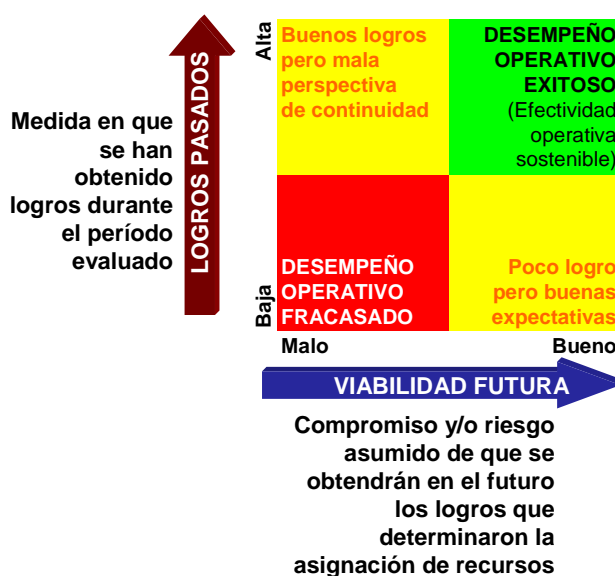 Medida en que
se han
obtenido
logros durante
el período
evaluado
LOGROS PASADOS
Alta
Baja
Buenos logros
pero mala
perspectiva
de continuidad
DESEMPEÑO
OPERATIVO
EXITOSO
(Efectividad
operativa
sostenible)
DESEMPEÑO
OPERATIVO
FRACASADO
Poco logro
pero buenas
expectativas
Malo
Bueno
VIABILIDAD FUTURA
Compromiso y/o riesgo
asumido de que se
obtendrán en el futuro
los logros que
determinaron la
asignación de recursos